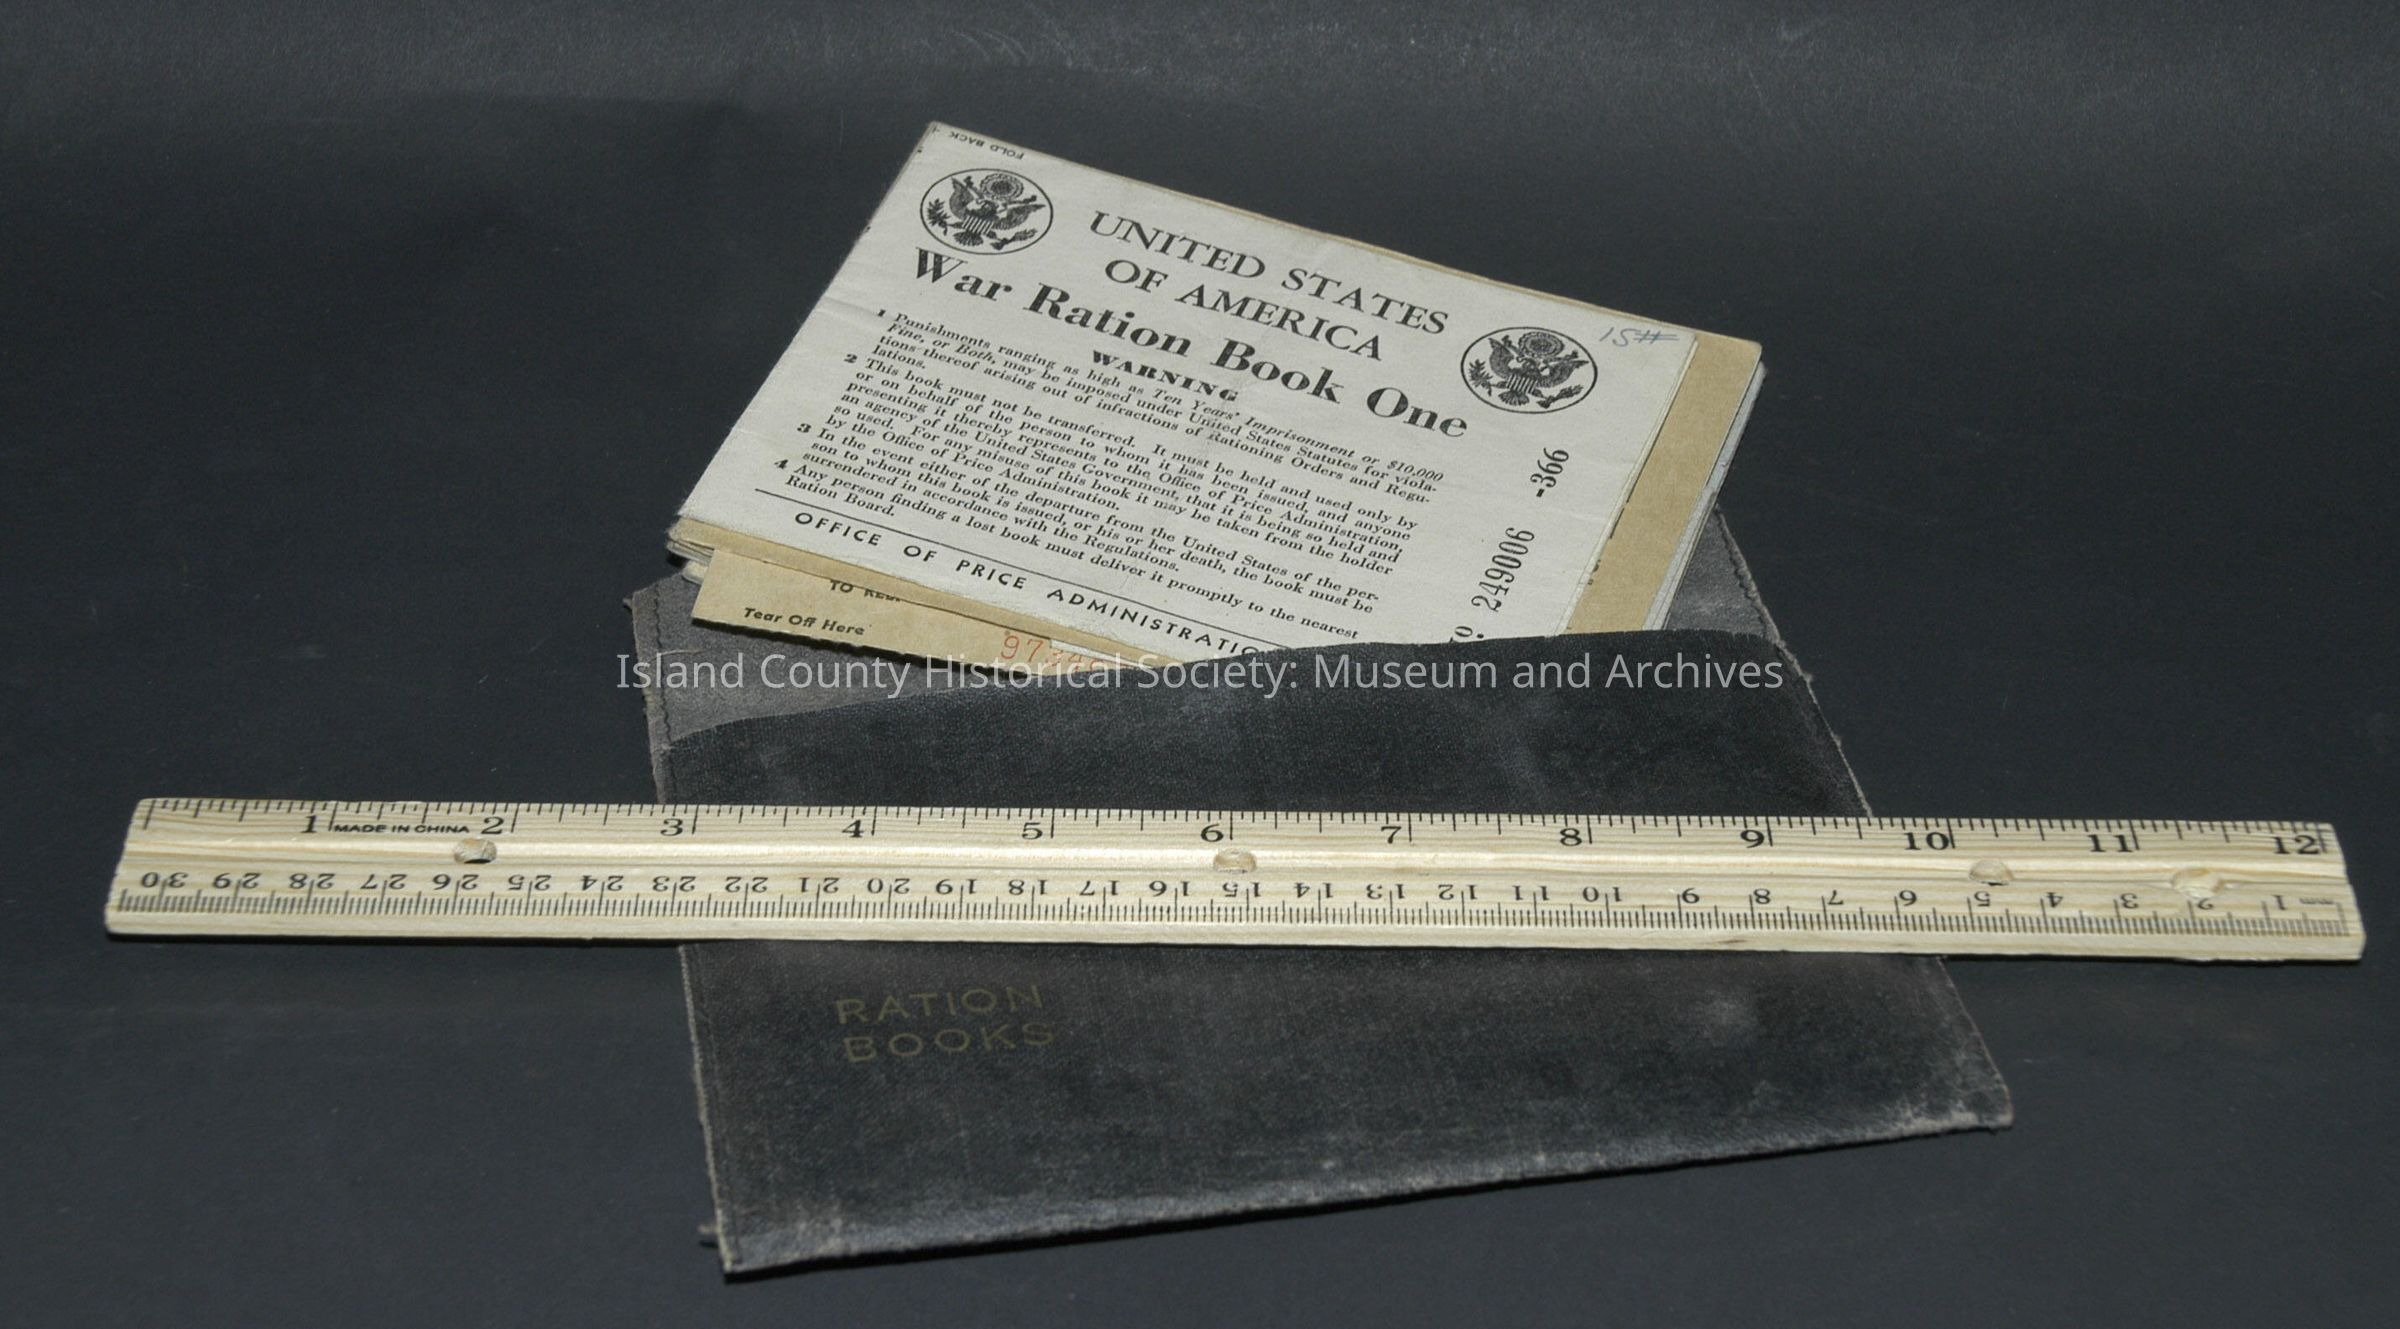 FOLD BACK
UNITED STATES
OF AMERICA
War Ration Book One
15#
WARNING
1 Punishments ranging as high as Ten Years' Imprisonment or $10,000
Fine, or Both, may be imposed under United States Statutes for viola-
tions thereof arising out of infractions of Rationing Orders and Regu-
lations.
2 This book must not be transferred. It must be held and used only by
or on behalf of the person to whom it has been issued, and anyone
presenting it thereby represents to the Office of Price Administration,
an agency of the United States Government, that it is being so held and
so used. For any misuse of this book it may be taken from the holder
by the Office of Price Administration.
3 In the event either of the departure from the United States of the per-
son to whom this book is issued, or his or her death, the book must be
surrendered in accordance with the Regulations.
4 Any person finding a lost book must deliver it promptly to the nearest
Ration Board.
OFFICE OF PRICE ADMINISTRATIO
249006 -366
TO
Tear Off Here
Island County Historical Society: Museum and Archives
1 2 3 4 5 6 7 8 9 10 11 12
MADE IN CHINA
30 29 28 27 26 25 24 23 22 21 20 19 18 17 16 15 14 13 12 11 10 9 8 7 6 5 4 3 2 1 mm
RATION
BOOKS